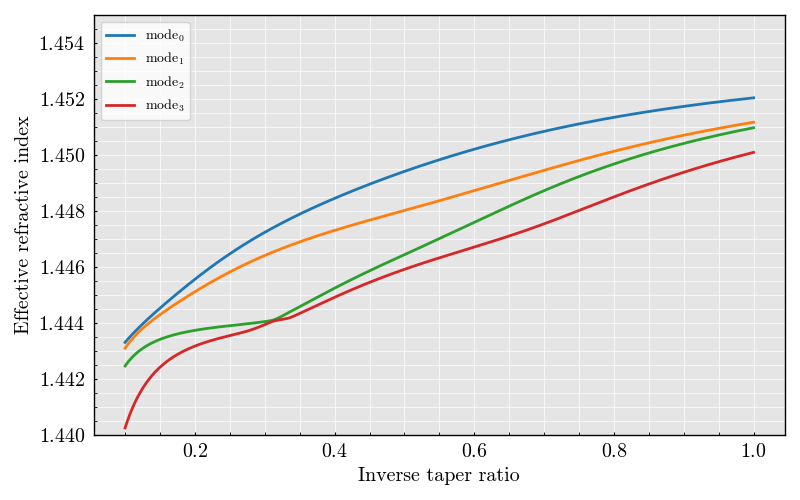 mode₀
mode₁
mode₂
mode₃
1.454
1.452
1.450
1.448
1.446
1.444
1.442
1.440
Effective refractive index
0.2 0.4 0.6 0.8 1.0
Inverse taper ratio